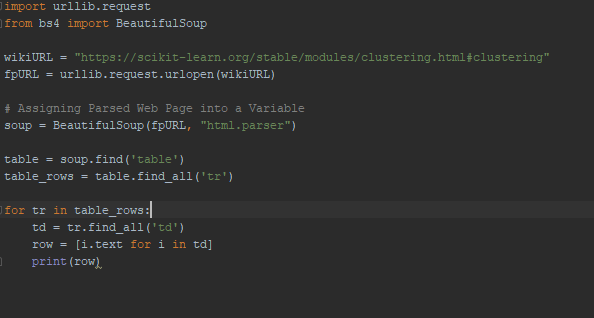 import urllib.request
from bs4 import BeautifulSoup
wikiURL = "https://scikit-learn.org/stable/modules/clustering.html#clustering"
fpURL = urllib.request.urlopen(wikiURL)
# Assigning Parsed Web Page into a Variable
soup = BeautifulSoup(fpURL, "html.parser")
table = soup.find('table')
table_rows = table.find_all('tr')
for tr in table_rows:
    td = tr.find_all('td')
    row = [i.text for i in td]
    print(row)